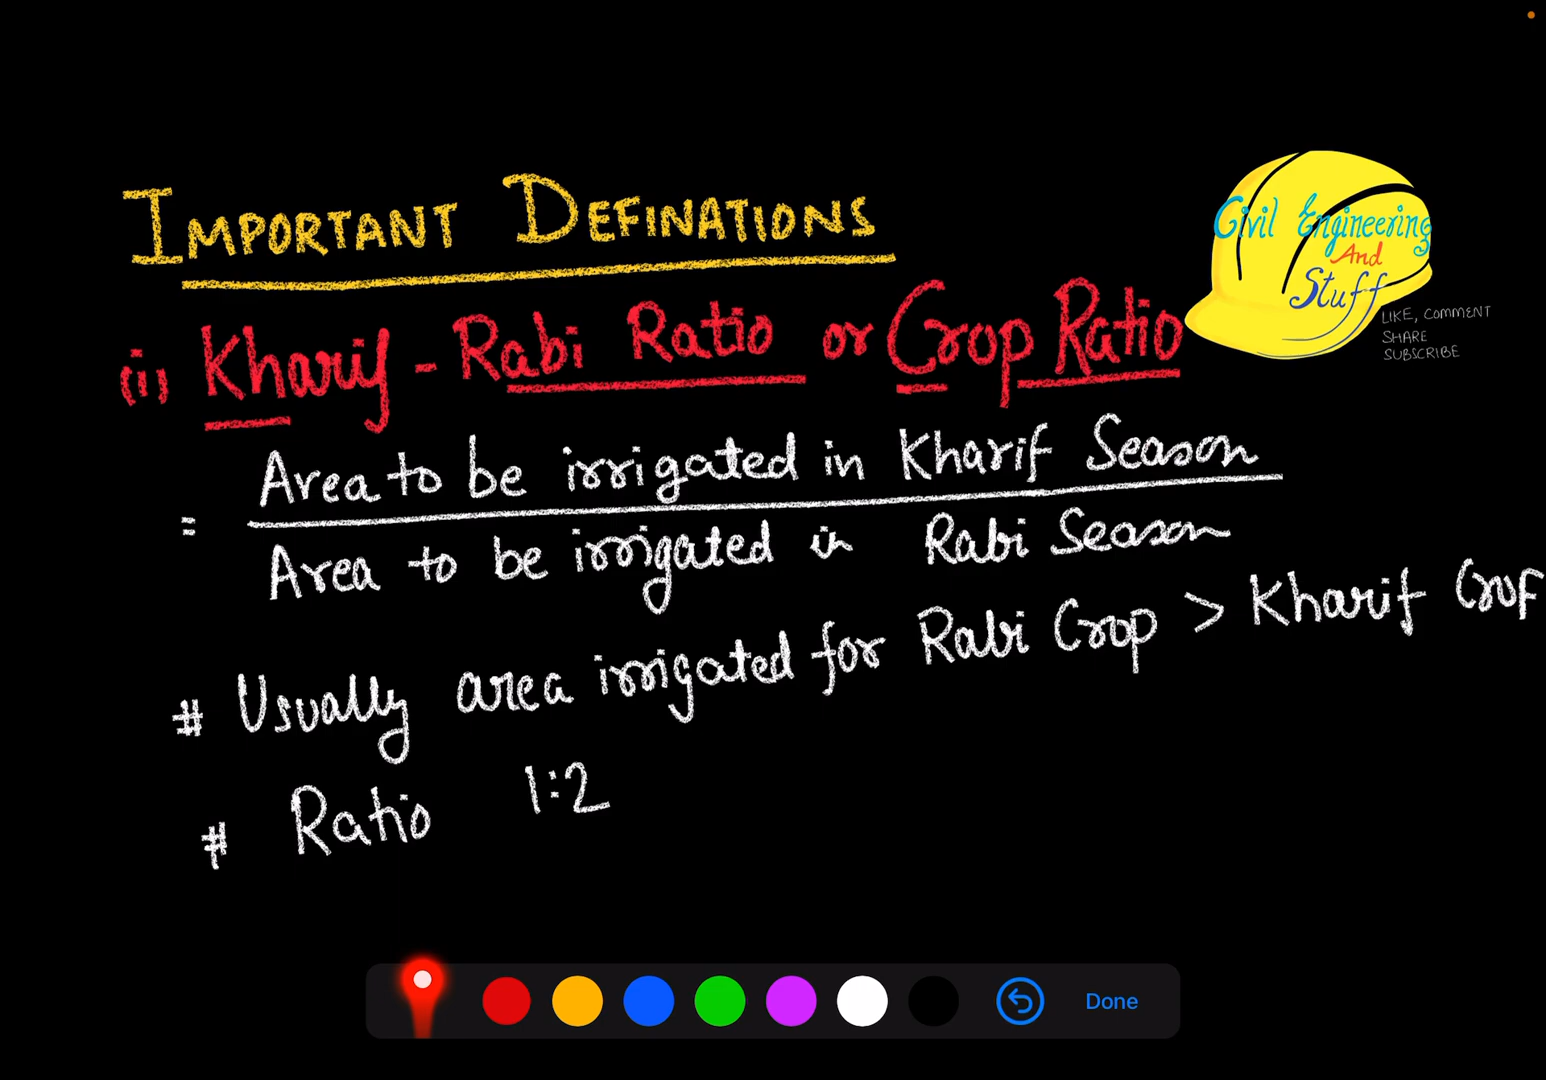 IMPORTANT DEFINATIONS
Civil Engineering
And
Stuff
LIKE, COMMENT
SHARE
SUBSCRIBE
(i) Kharif - Rabi Ratio or Crop Ratio
= Area to be irrigated in Kharif Season
Area to be irrigated in Rabi Season
# Usually area irrigated for Rabi Crop > Kharif Crop
# Ratio 1:2
Done